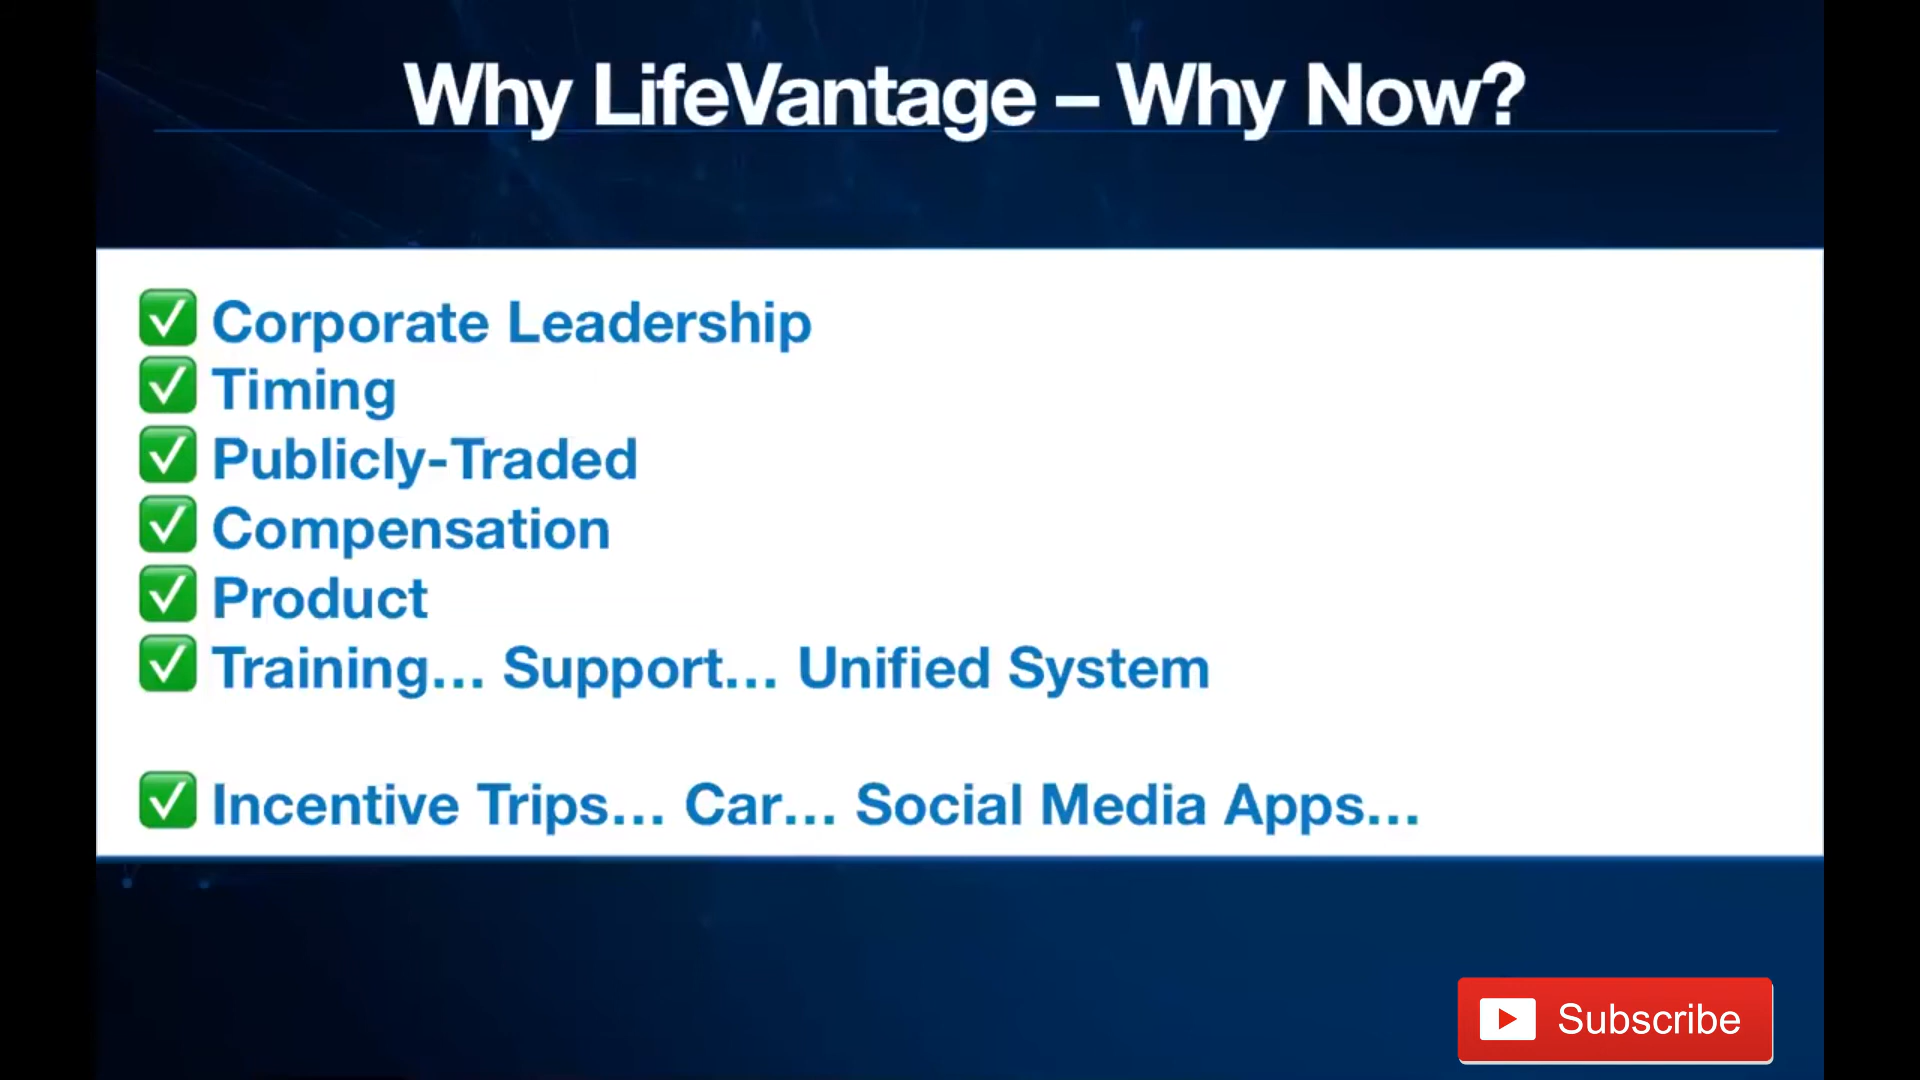 Why LifeVantage – Why Now?
✅ Corporate Leadership
✅ Timing
✅ Publicly-Traded
✅ Compensation
✅ Product
✅ Training... Support... Unified System
✅ Incentive Trips... Car... Social Media Apps...
Subscribe